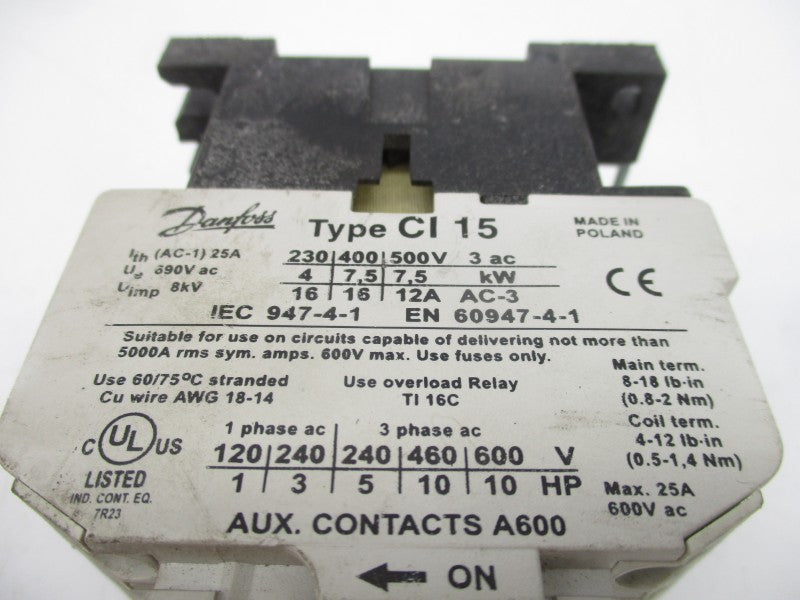 Danfoss Type CI 15 MADE IN
POLAND
Ith (AC-1) 25A
Ue 690V ac
Uimp 8kV
230 400 500V 3 ac
4 7,5 7,5 kW
16 16 12A AC-3
CE
IEC 947-4-1 EN 60947-4-1
Suitable for use on circuits capable of delivering not more than
5000A rms sym. amps. 600V max. Use fuses only.
Use 60/75°C stranded
Cu wire AWG 18-14
Use overload Relay
TI 16C
Main term.
8-18 lb-in
(0.8-2 Nm)
Coil term.
4-12 lb-in
(0.5-1,4 Nm)
Max. 25A
600V ac
C UL US
LISTED
IND. CONT. EQ.
7R23
1 phase ac 3 phase ac
120 240 240 460 600 V
1 3 5 10 10 HP
AUX. CONTACTS A600
← ON